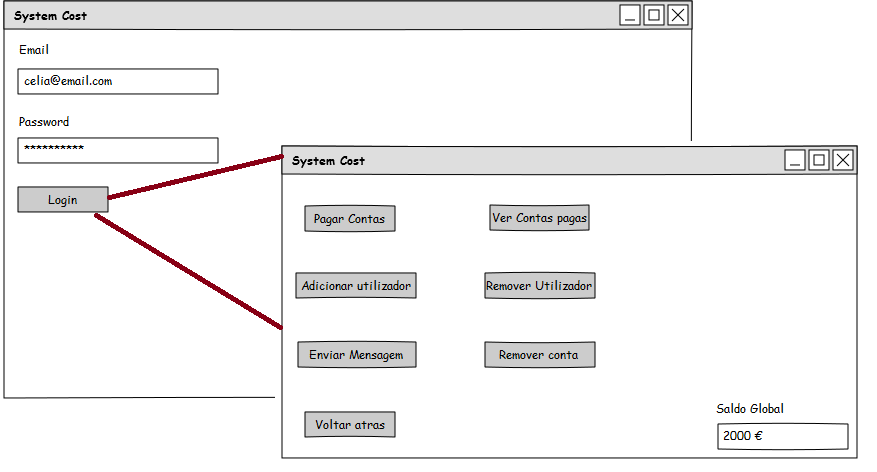 System Cost
Email
celia@email.com
Password
**********
Login
System Cost
Pagar Contas
Ver Contas pagas
Adicionar utilizador
Remover Utilizador
Enviar Mensagem
Remover conta
Voltar atras
Saldo Global
2000 €